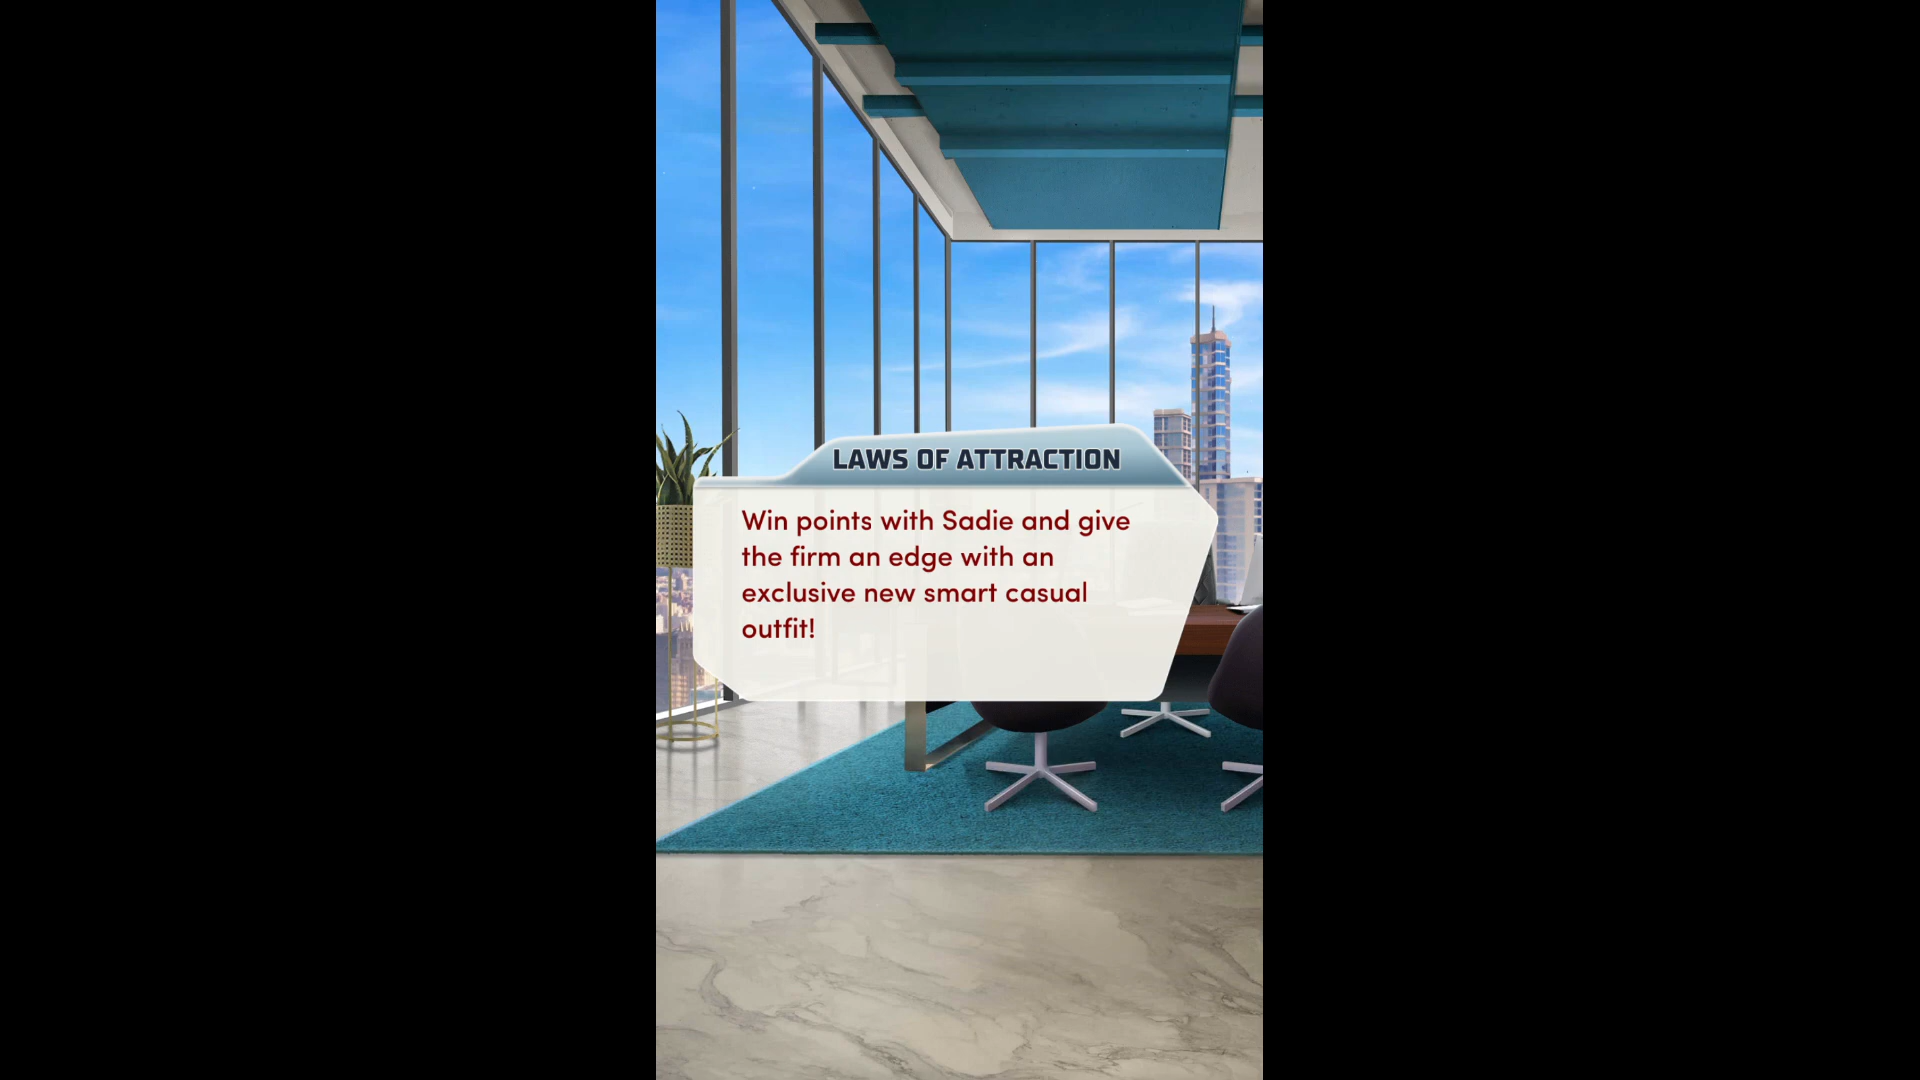 LAWS OF ATTRACTION
Win points with Sadie and give
the firm an edge with an
exclusive new smart casual
outfit!